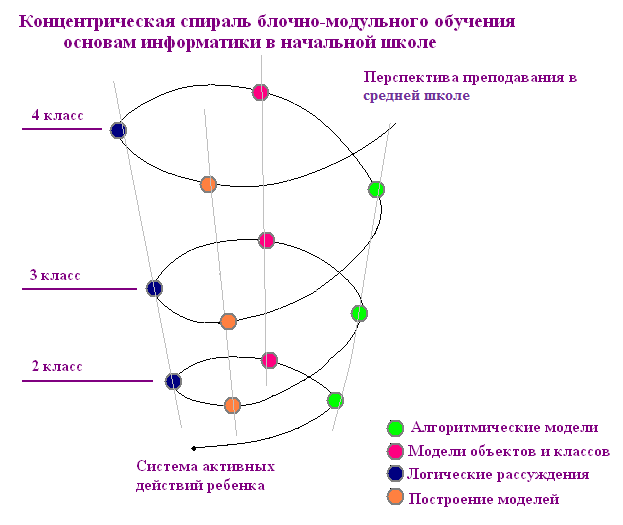 Концентрическая спираль блочно-модульного обучения
основам информатики в начальной школе
Перспектива преподавания в
средней школе
4 класс
3 класс
2 класс
Система активных
действий ребенка
Алгоритмические модели
Модели объектов и классов
Логические рассуждения
Построение моделей